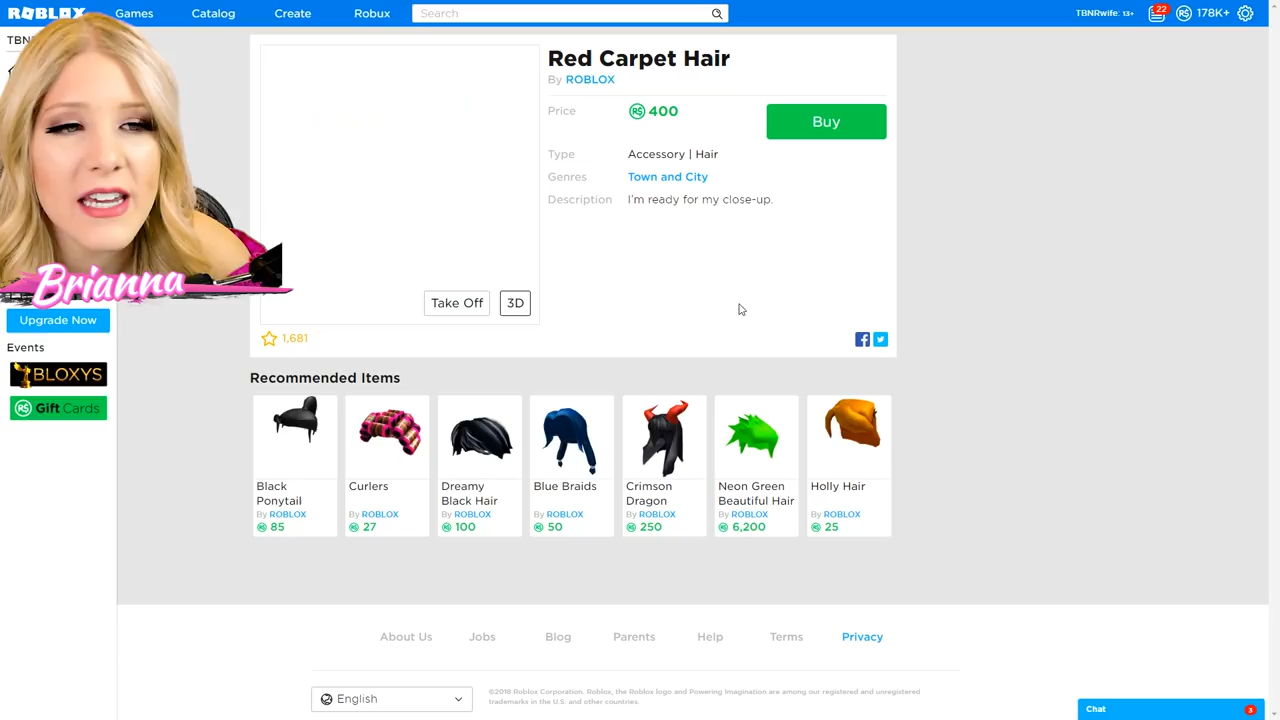 ROBLOX Games Catalog Create Robux Search TBNRwife: 13+ 22 178K+
TBN
Brianna
Upgrade Now
Events
BLOXYS
Gift Cards
Take Off 3D
1,681
Red Carpet Hair
By ROBLOX
Price R$ 400
Buy
Type Accessory | Hair
Genres Town and City
Description I'm ready for my close-up.
Recommended Items
Black
Ponytail
By ROBLOX
85
Curlers
By ROBLOX
27
Dreamy
Black Hair
By ROBLOX
100
Blue Braids
By ROBLOX
50
Crimson
Dragon
By ROBLOX
250
Neon Green
Beautiful Hair
By ROBLOX
6,200
Holly Hair
By ROBLOX
25
About Us Jobs Blog Parents Help Terms Privacy
English
©2018 Roblox Corporation. Roblox, the Roblox logo and Powering Imagination are among our registered and unregistered
trademarks in the U.S. and other countries.
Chat 3